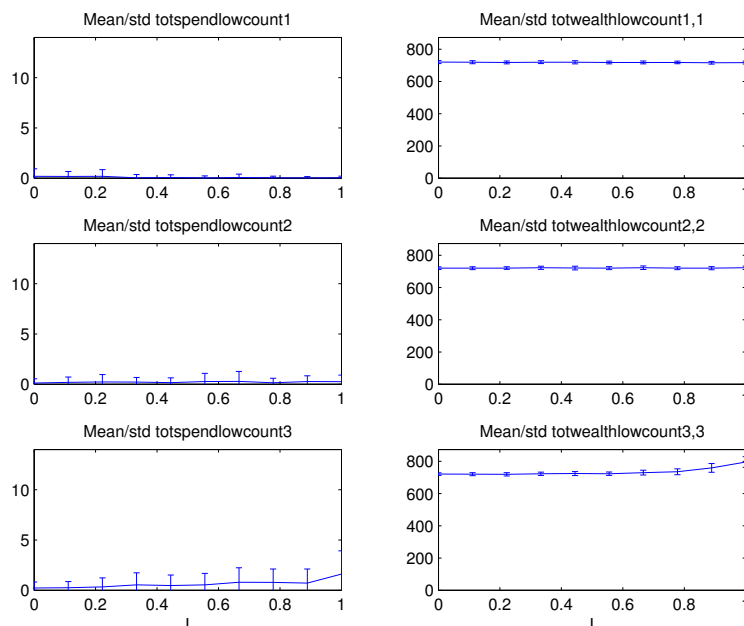 Mean/std totspendlowcount1
10
5
0
0 0.2 0.4 0.6 0.8 1
Mean/std totwealthlowcount1,1
800
600
400
200
0
0 0.2 0.4 0.6 0.8
Mean/std totspendlowcount2
10
5
0
0 0.2 0.4 0.6 0.8 1
Mean/std totwealthlowcount2,2
800
600
400
200
0
0 0.2 0.4 0.6 0.8
Mean/std totspendlowcount3
10
5
0
0 0.2 0.4 0.6 0.8 1
Mean/std totwealthlowcount3,3
800
600
400
200
0
0 0.2 0.4 0.6 0.8